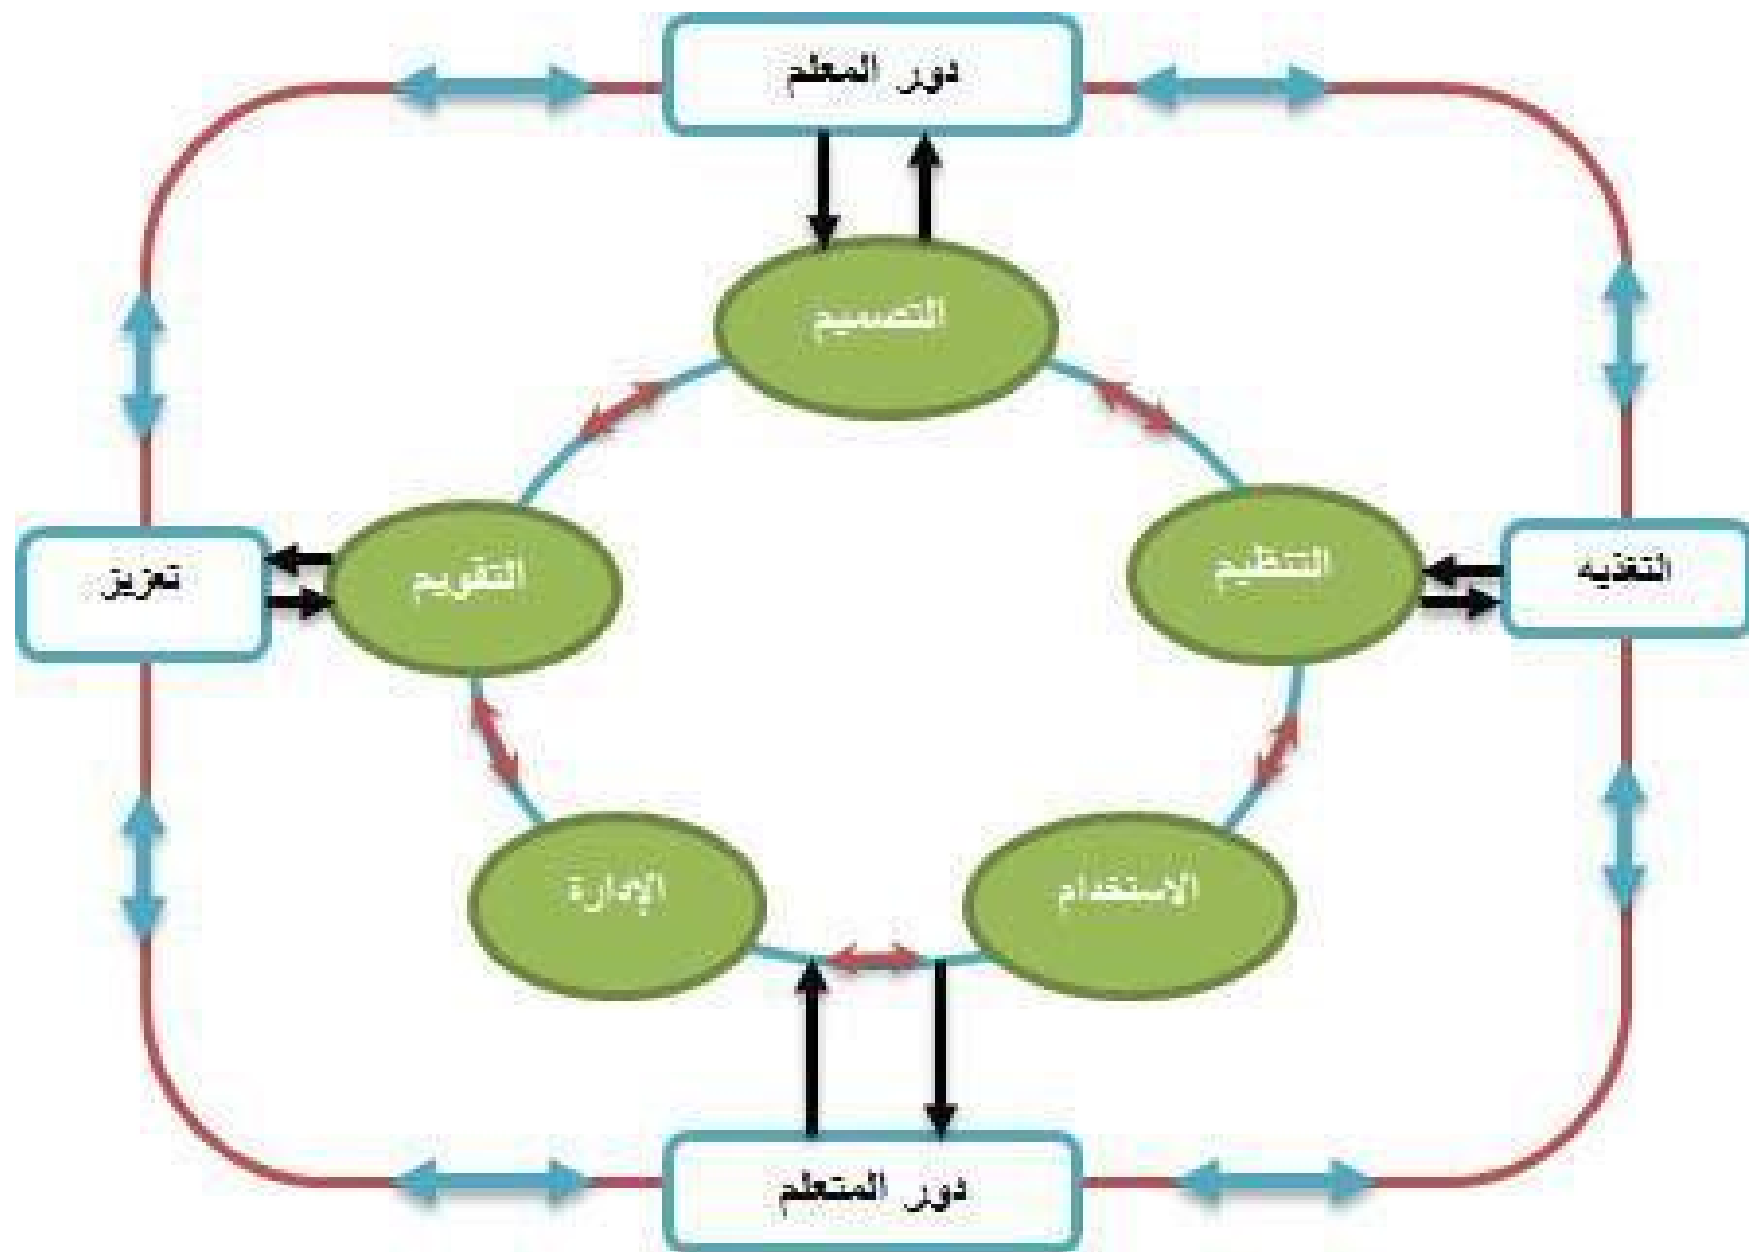 دور المعلم
التصميم
التنظيم
التغذيه
التقويم
تعزيز
الاستخدام
الإدارة
دور المتعلم